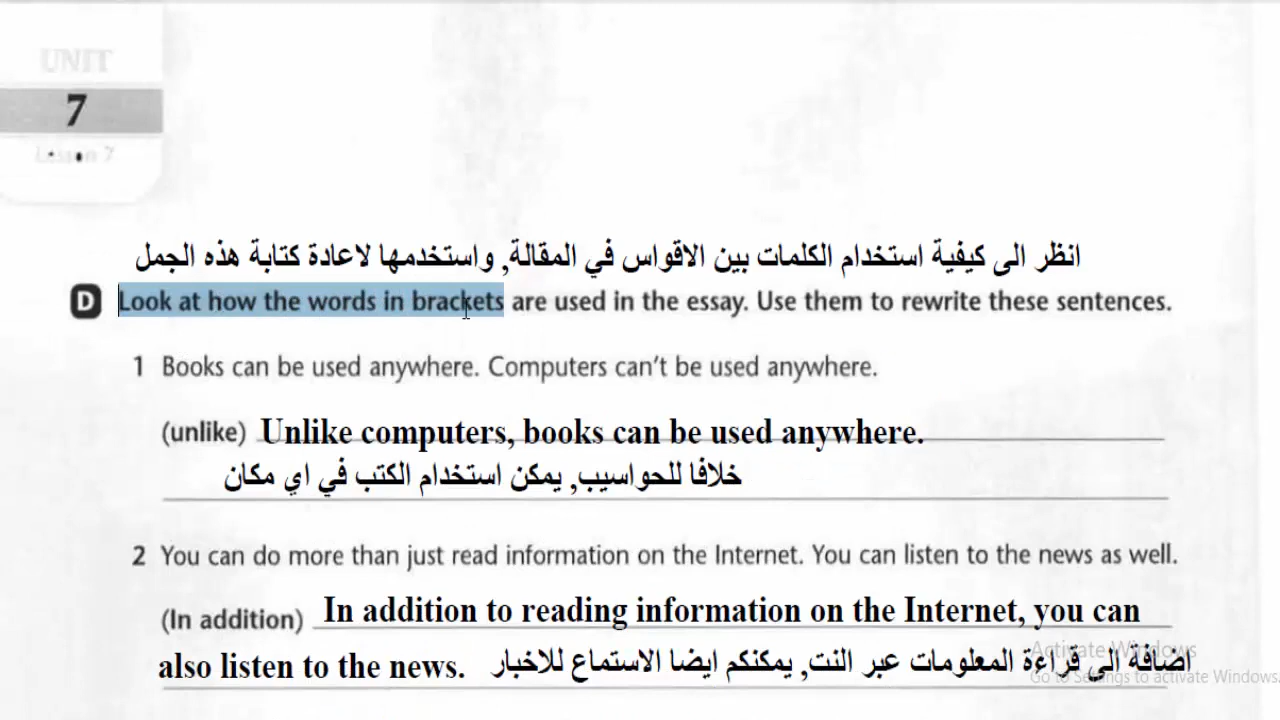 UNIT
7
Lesson 7
انظر الى كيفية استخدام الكلمات بين الاقواس في المقالة, واستخدمها لاعادة كتابة هذه الجمل
D Look at how the words in brackets are used in the essay. Use them to rewrite these sentences.
1 Books can be used anywhere. Computers can't be used anywhere.
(unlike) Unlike computers, books can be used anywhere.
خلافا للحواسيب, يمكن استخدام الكتب في اي مكان
2 You can do more than just read information on the Internet. You can listen to the news as well.
(In addition) In addition to reading information on the Internet, you can
also listen to the news. اضافة الى قراءة المعلومات عبر النت, يمكنكم ايضا الاستماع للاخبار
Activate Windows
Go to Settings to activate Windows.